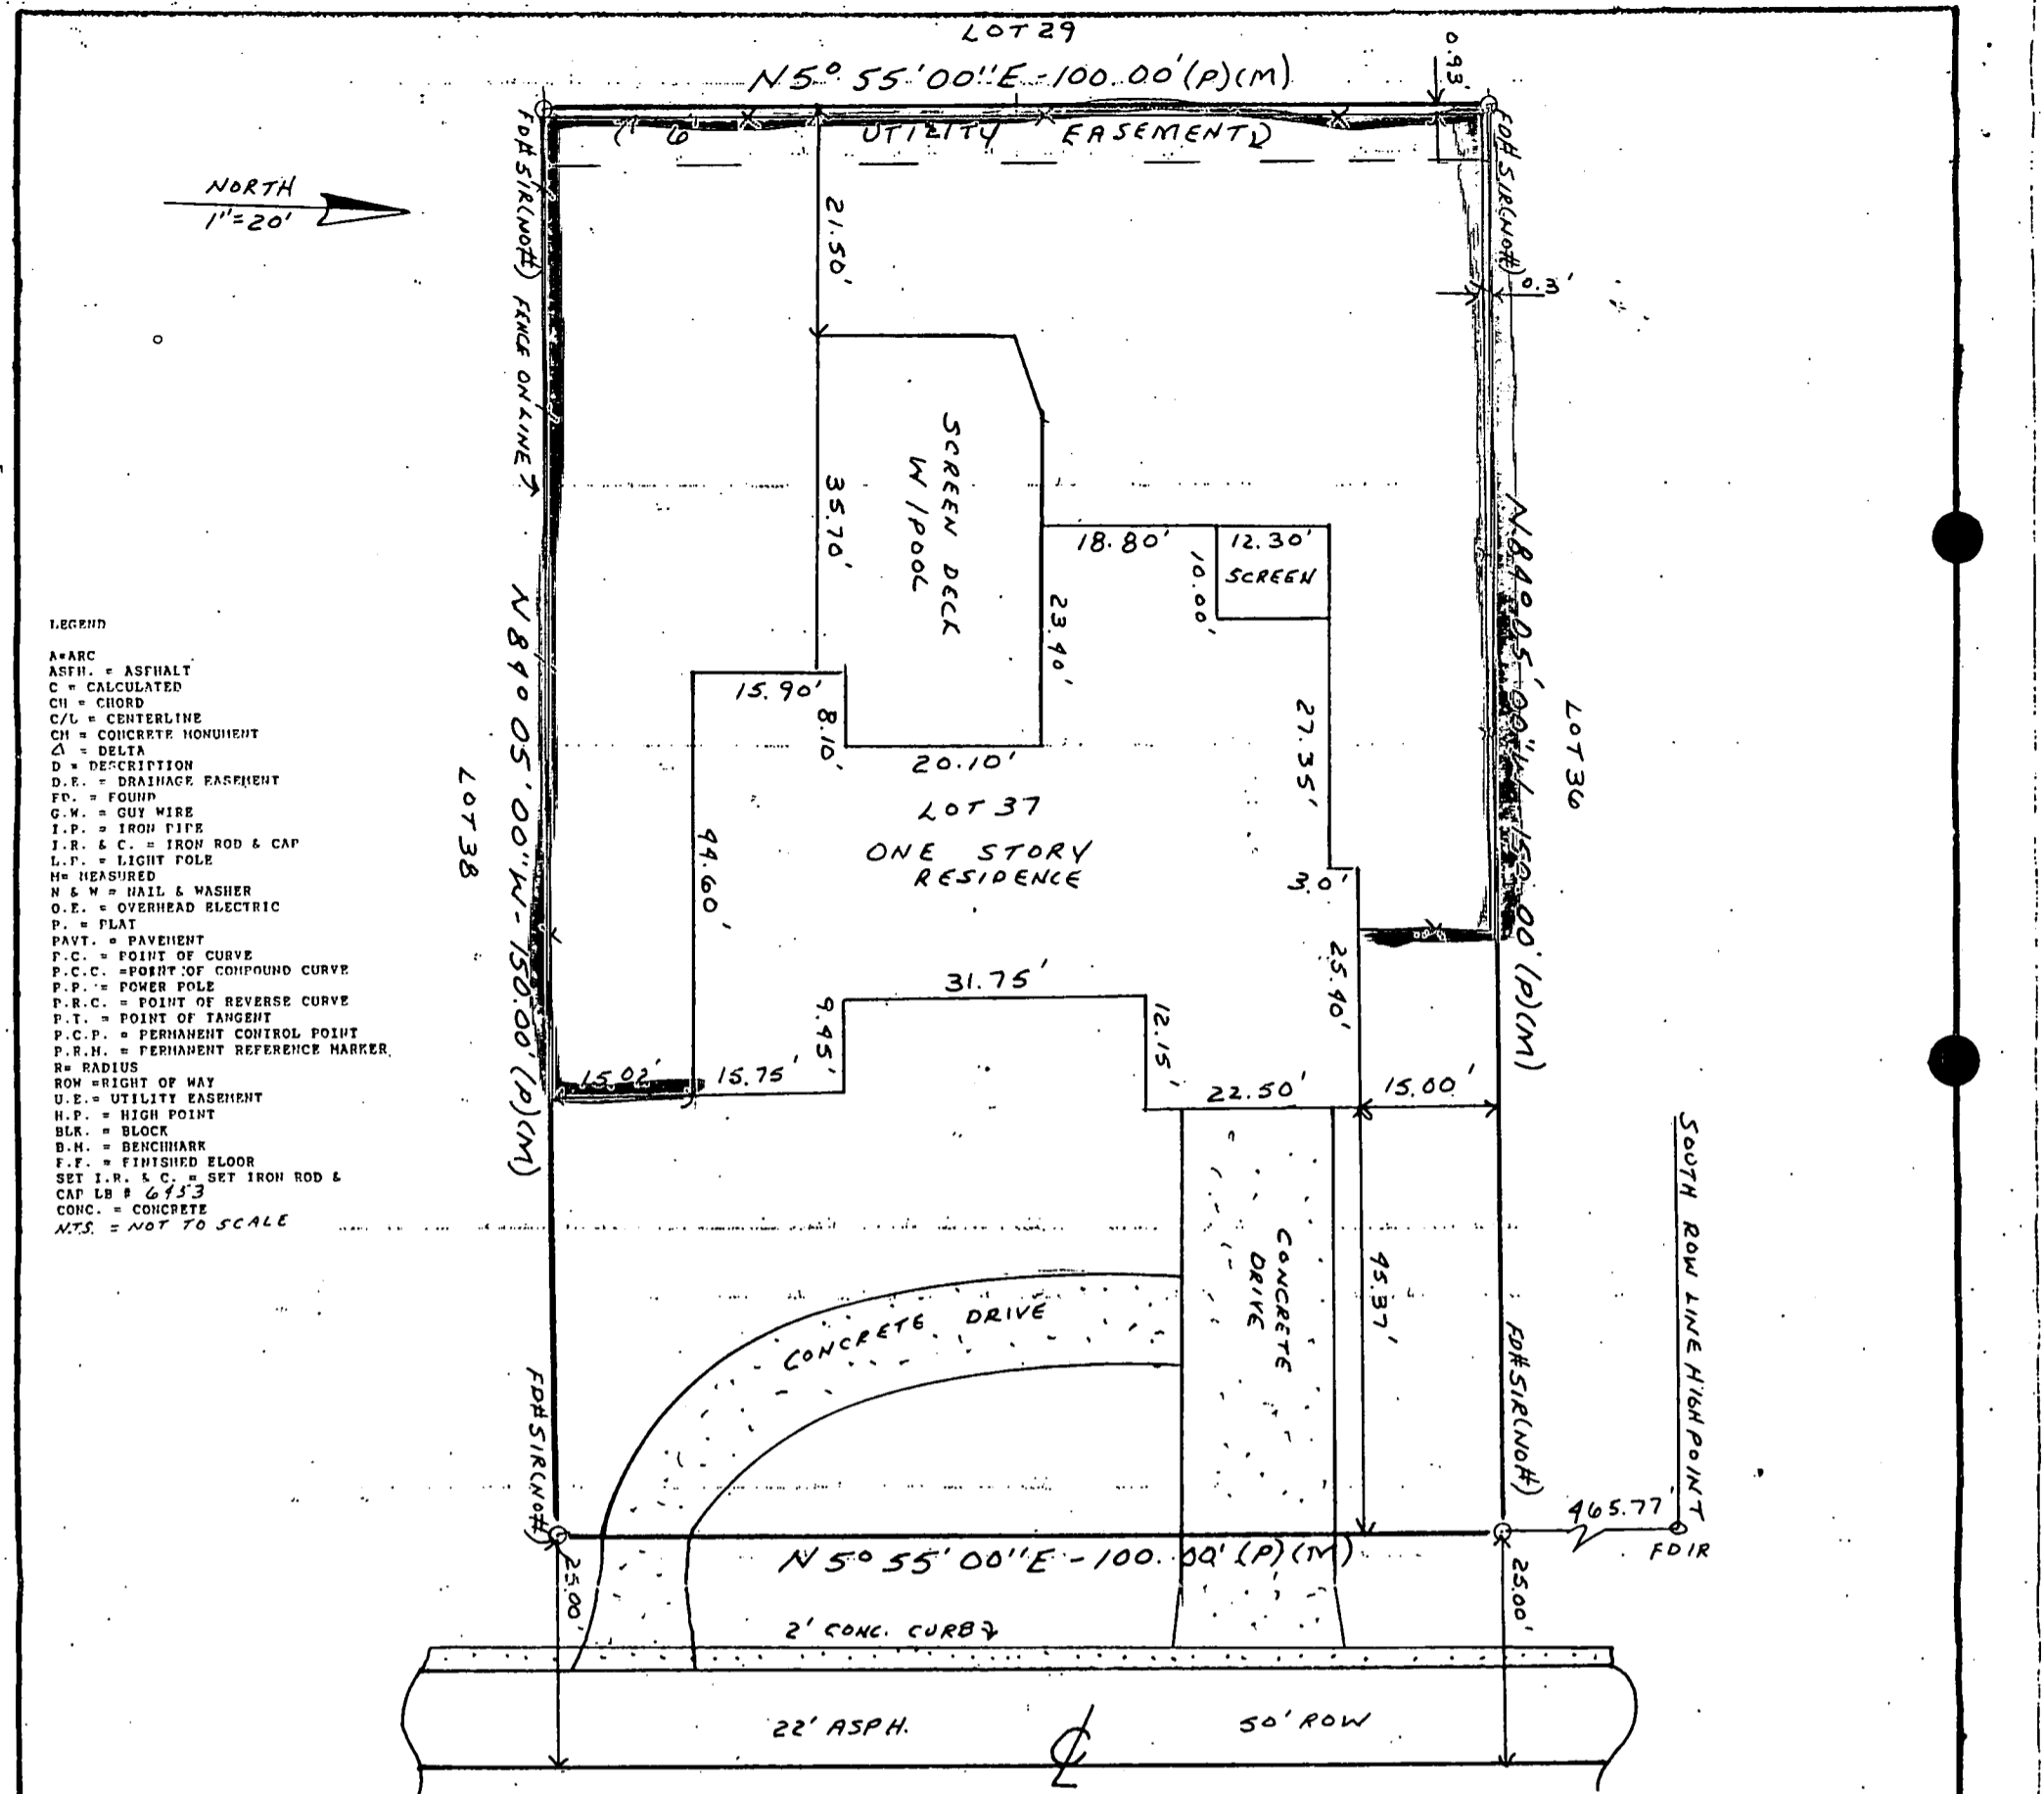 LOT 29
N 5° 55' 00" E - 100.00' (P)(M)
0.93'
6' UTILITY EASEMENT
NORTH
1"=20'
FD#5IR(NO#)
FENCE ON LINE
N 84° 05' 00" W - 150.00' (P)(M)
LOT 38
FD#5IR(NO#)
0.3'
N 84° 05' 00" W 150.00' (P)(M)
LOT 36
21.50'
35.70'
SCREEN DECK
W/POOL
18.80'
12.30'
SCREEN
10.00'
23.40'
27.35'
15.90'
8.10'
20.10'
LOT 37
ONE STORY
RESIDENCE
44.60'
3.0'
25.40'
31.75'
9.45'
12.15'
15.02'
15.75'
22.50'
15.00'
CONCRETE
DRIVE
45.37'
CONCRETE DRIVE
FD#5IR(NO#)
FD#5IR(NO#)
SOUTH ROW LINE HIGH POINT
465.77'
FDIR
N 5° 55' 00" E - 100.00' (P)(M)
25.00'
25.00'
2' CONC. CURB
22' ASPH.
50' ROW
LEGEND
A=ARC
ASPH. = ASPHALT
C = CALCULATED
CH = CHORD
C/L = CENTERLINE
CM = CONCRETE MONUMENT
Δ = DELTA
D = DESCRIPTION
D.E. = DRAINAGE EASEMENT
FD. = FOUND
G.W. = GUY WIRE
I.P. = IRON PIPE
I.R. & C. = IRON ROD & CAP
L.P. = LIGHT POLE
M= MEASURED
N & W = NAIL & WASHER
O.E. = OVERHEAD ELECTRIC
P. = PLAT
PAVT. = PAVEMENT
P.C. = POINT OF CURVE
P.C.C. =POINT OF COMPOUND CURVE
P.P. = POWER POLE
P.R.C. = POINT OF REVERSE CURVE
P.T. = POINT OF TANGENT
P.C.P. = PERMANENT CONTROL POINT
P.R.M. = PERMANENT REFERENCE MARKER
R= RADIUS
ROW =RIGHT OF WAY
U.E.= UTILITY EASEMENT
H.P. = HIGH POINT
BLK. = BLOCK
B.M. = BENCHMARK
F.F. = FINISHED FLOOR
SET I.R. & C. = SET IRON ROD &
CAP LB # 6453
CONC. = CONCRETE
N.T.S. = NOT TO SCALE